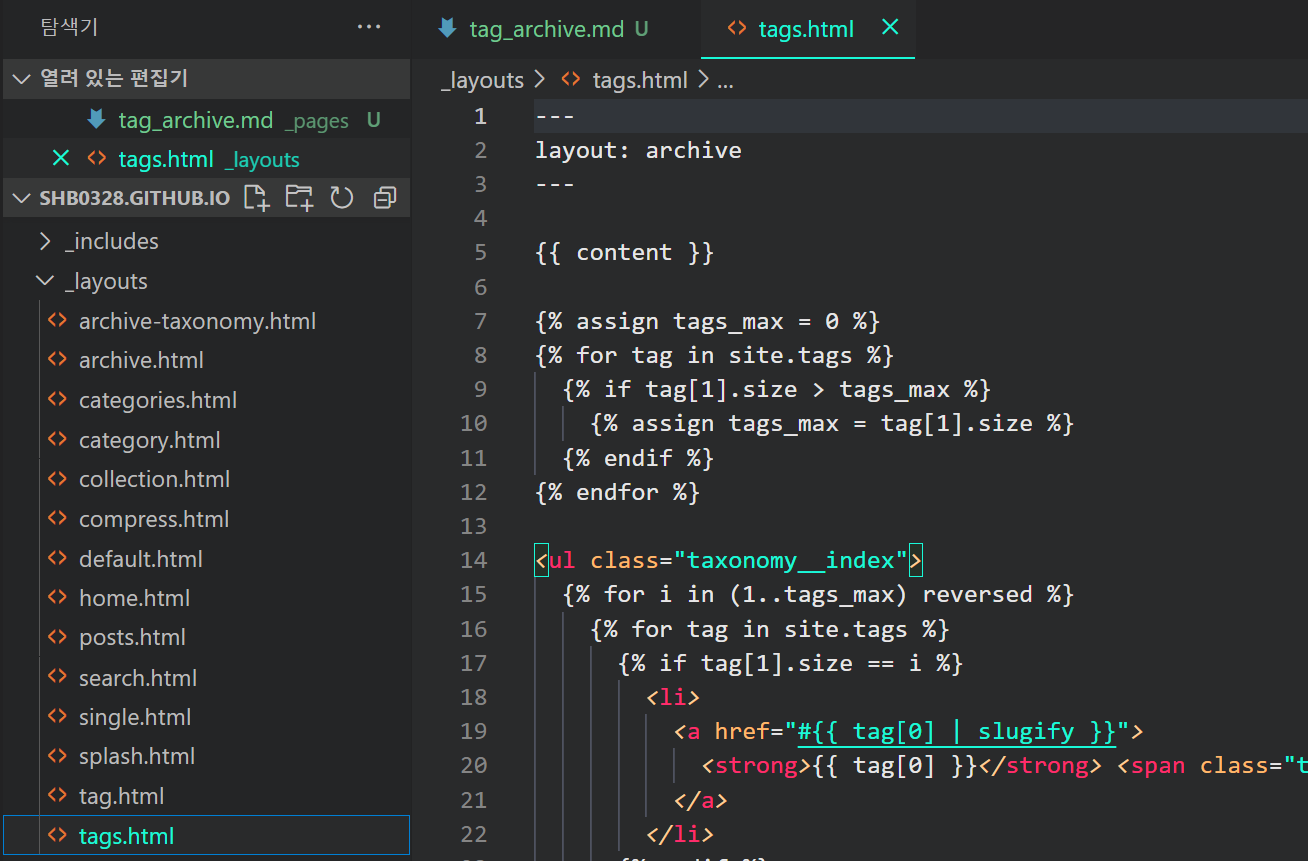 탐색기
···
열려 있는 편집기
tag_archive.md _pages U
tags.html _layouts
SHB0328.GITHUB.IO
_includes
_layouts
archive-taxonomy.html
archive.html
categories.html
category.html
collection.html
compress.html
default.html
home.html
posts.html
search.html
single.html
splash.html
tag.html
tags.html
tag_archive.md U
tags.html
_layouts > <> tags.html > ...
1 ---
2 layout: archive
3 ---
4
5 {{ content }}
6
7 {% assign tags_max = 0 %}
8 {% for tag in site.tags %}
9 {% if tag[1].size > tags_max %}
10 {% assign tags_max = tag[1].size %}
11 {% endif %}
12 {% endfor %}
13
14 <ul class="taxonomy__index">
15 {% for i in (1..tags_max) reversed %}
16 {% for tag in site.tags %}
17 {% if tag[1].size == i %}
18 <li>
19 <a href="#{{ tag[0] | slugify }}">
20 <strong>{{ tag[0] }}</strong> <span class="t
21 </a>
22 </li>